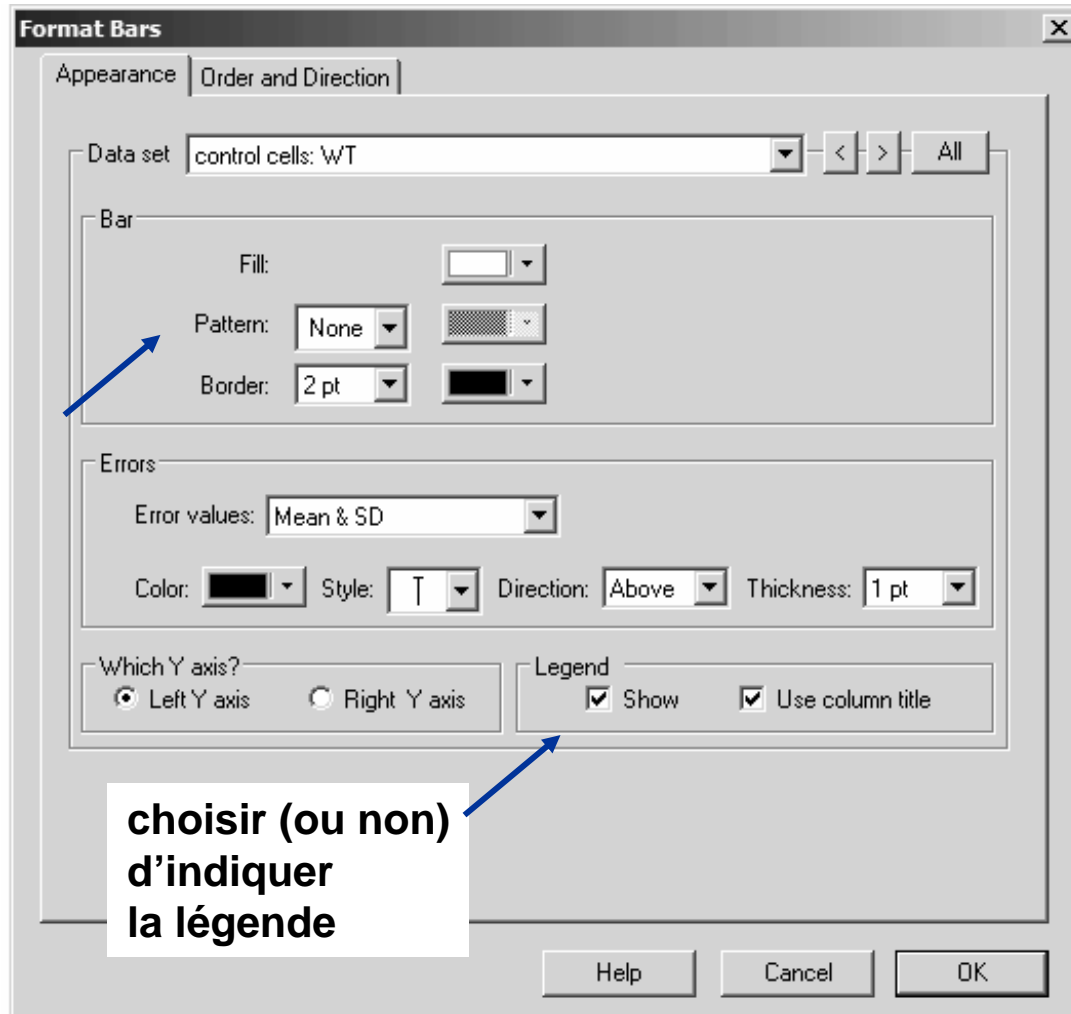 Format Bars
Appearance Order and Direction
Data set control cells: WT < > All
Bar
Fill:
Pattern: None
Border: 2 pt
Errors
Error values: Mean & SD
Color: Style: Direction: Above Thickness: 1 pt
Which Y axis? Legend
Left Y axis Right Y axis Show Use column title
choisir (ou non)
d’indiquer
la légende
Help Cancel OK